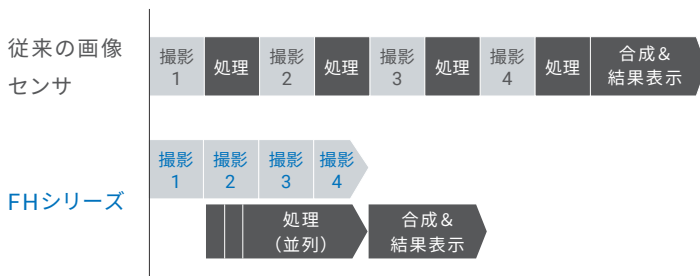 従来の画像
センサ
撮影
1
処理
撮影
2
処理
撮影
3
処理
撮影
4
処理
合成&
結果表示
FHシリーズ
撮影
1
撮影
2
撮影
3
撮影
4
処理
（並列）
合成&
結果表示